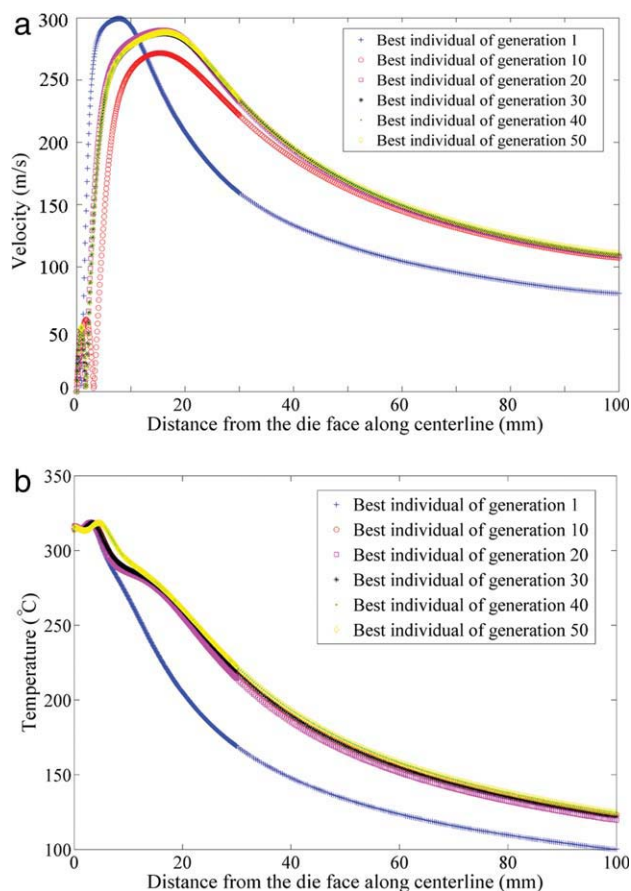 a
300
250
200
150
100
50
0
Velocity (m/s)
Best individual of generation 1
Best individual of generation 10
Best individual of generation 20
Best individual of generation 30
Best individual of generation 40
Best individual of generation 50
0 20 40 60 80 100
Distance from the die face along centerline (mm)
b
350
300
250
200
150
100
Temperature (°C)
Best individual of generation 1
Best individual of generation 10
Best individual of generation 20
Best individual of generation 30
Best individual of generation 40
Best individual of generation 50
0 20 40 60 80 100
Distance from the die face along centerline (mm)